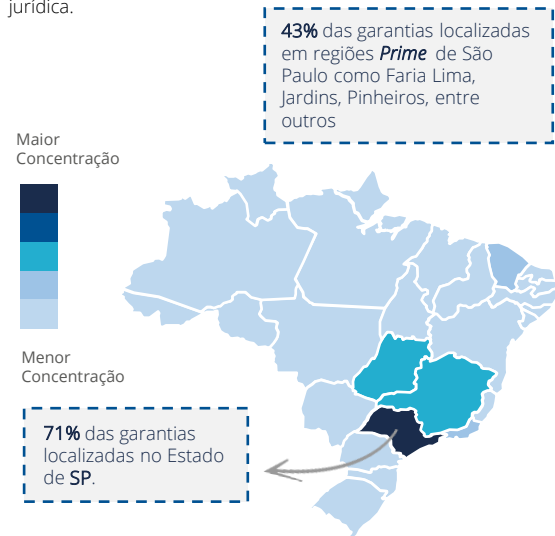 jurídica.
43% das garantias localizadas
em regiões Prime de São
Paulo como Faria Lima,
Jardins, Pinheiros, entre
outros
Maior
Concentração
Menor
Concentração
71% das garantias
localizadas no Estado
de SP.